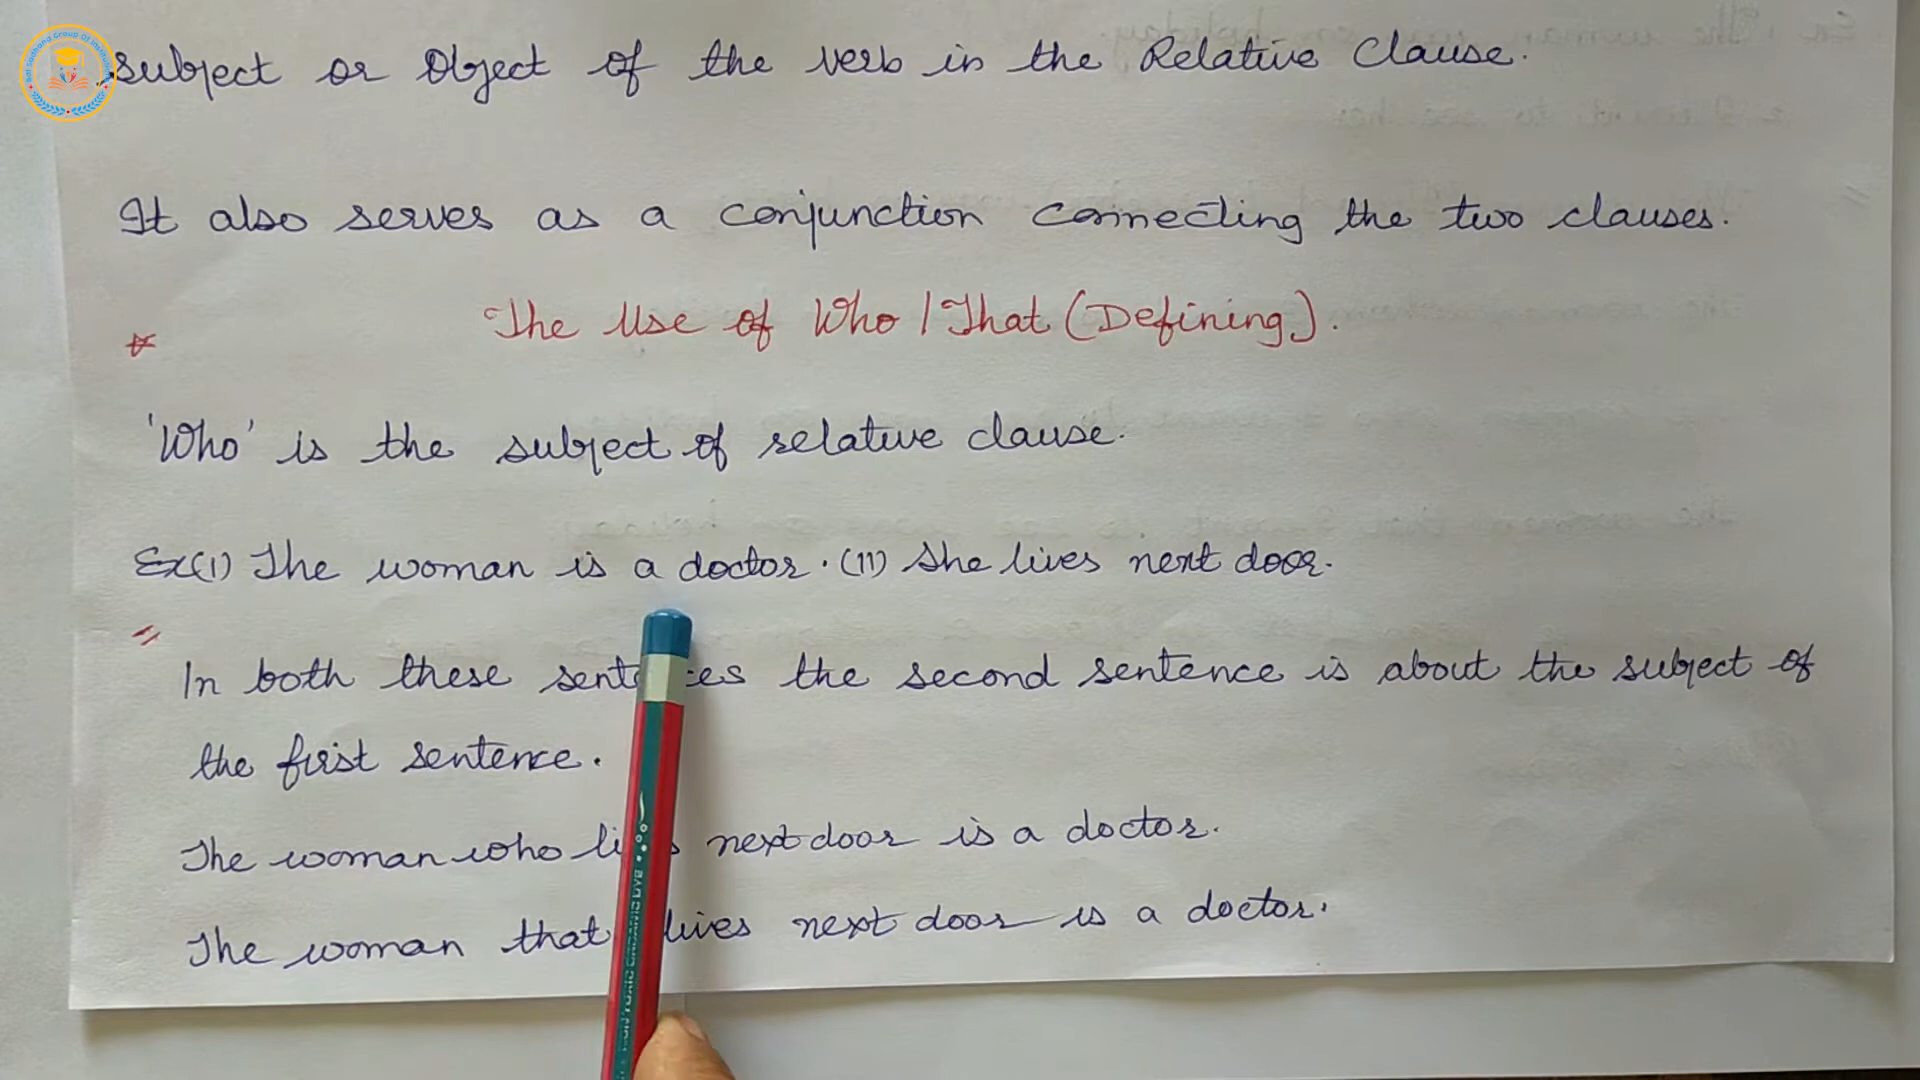 subject or object of the verb in the Relative Clause.
It also serves as a conjunction connecting the two clauses.
The Use of Who / That (Defining).
'Who' is the subject of relative clause.
Ex(1) The woman is a doctor. (11) She lives next door.
In both these the second sentence is about the subject of
the first sentence.
The woman who next door is a doctor.
The woman that lives next door is a doctor.